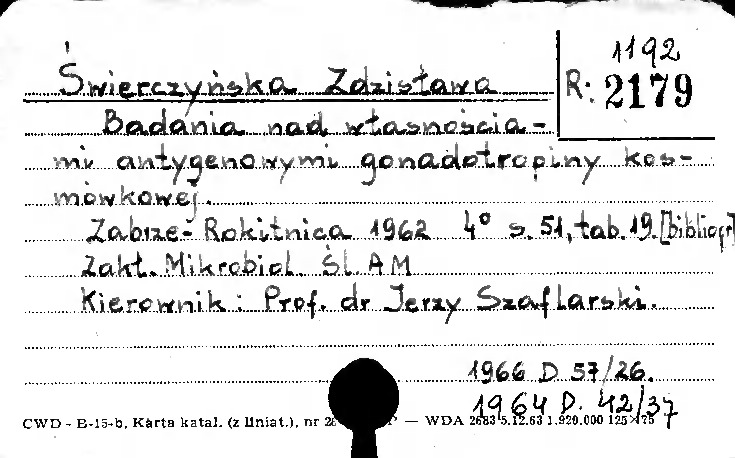 1192
R: 2179
Świerczyńska Zdzisława
Badania nad własnościa-
mi antygenowymi gonadotropiny kos-
mówkowej.
Zabrze-Rokitnica 1962 4° s. 51, tab. 19. [bibliogr]
Zakł. Mikrobiol. Śl. AM
Kierownik: Prof. dr Jerzy Szaflarski.
1966 D 57/26.
1964 D. 42/37
CWD - E-15-b, Karta katal. (z liniat.), nr — WDA 2683 5.12.63 1.920.000 125×75